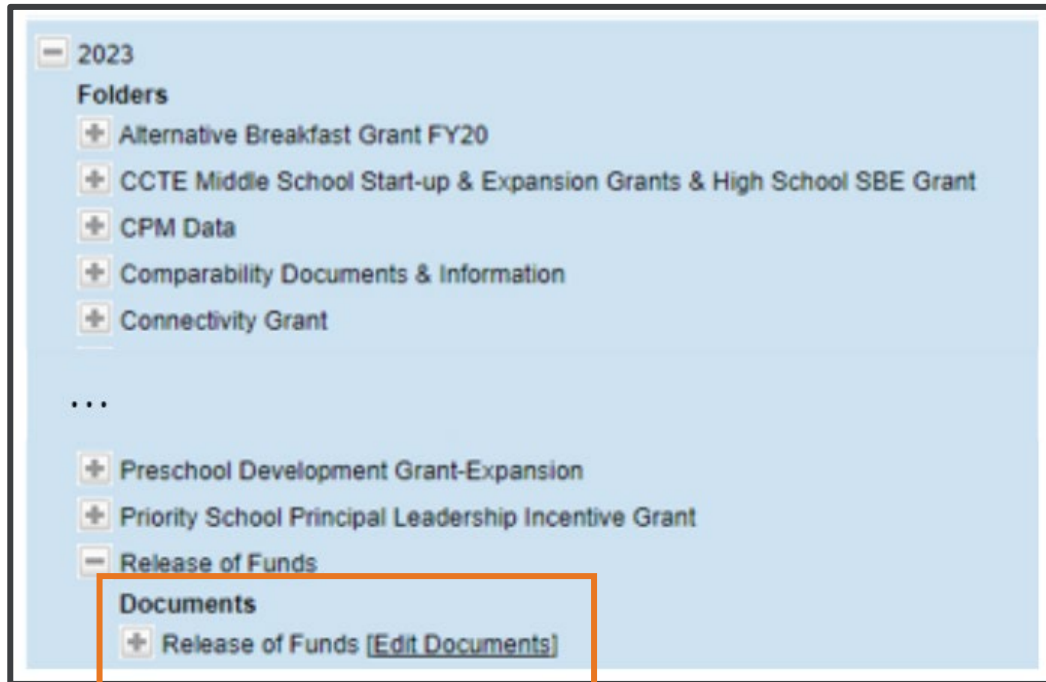 2023
Folders
Alternative Breakfast Grant FY20
CCTE Middle School Start-up & Expansion Grants & High School SBE Grant
CPM Data
Comparability Documents & Information
Connectivity Grant
...
Preschool Development Grant-Expansion
Priority School Principal Leadership Incentive Grant
Release of Funds
Documents
Release of Funds [Edit Documents]